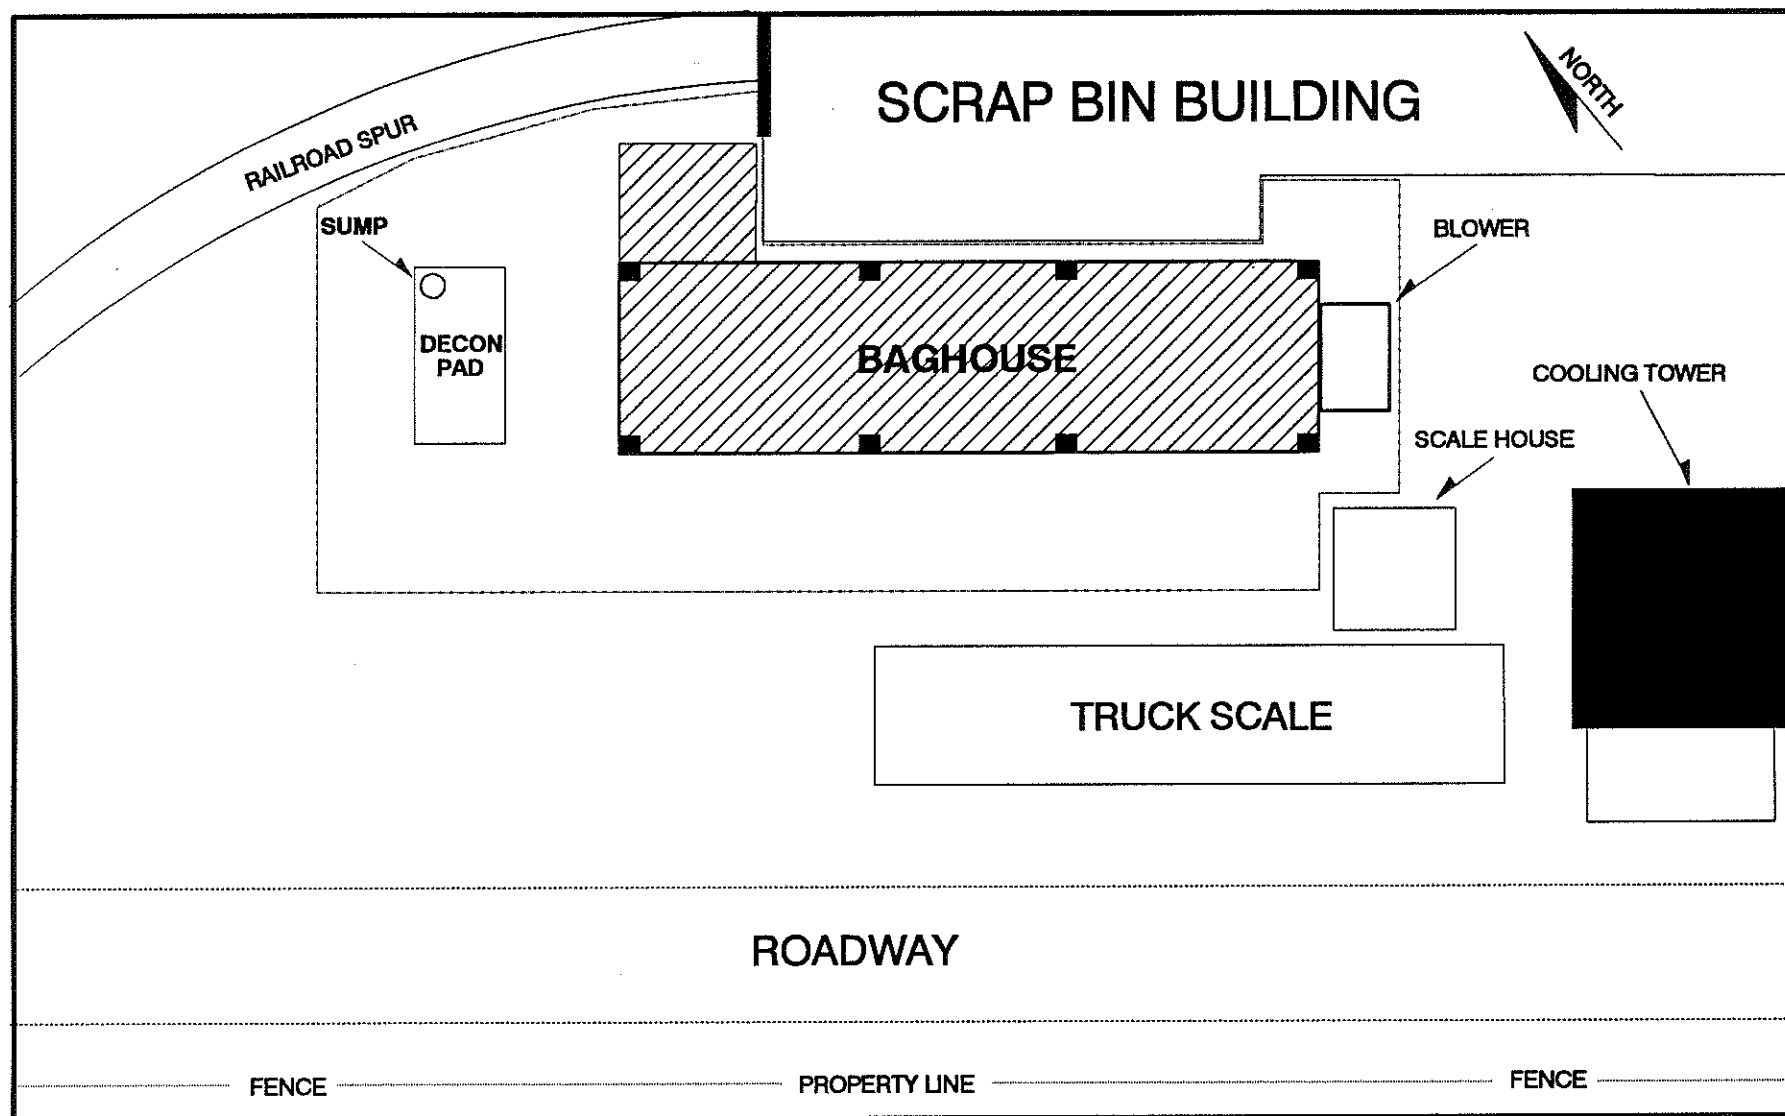 SCRAP BIN BUILDING
NORTH
RAILROAD SPUR
SUMP
BLOWER
DECON
PAD
BAGHOUSE
COOLING TOWER
SCALE HOUSE
TRUCK SCALE
ROADWAY
FENCE
PROPERTY LINE
FENCE